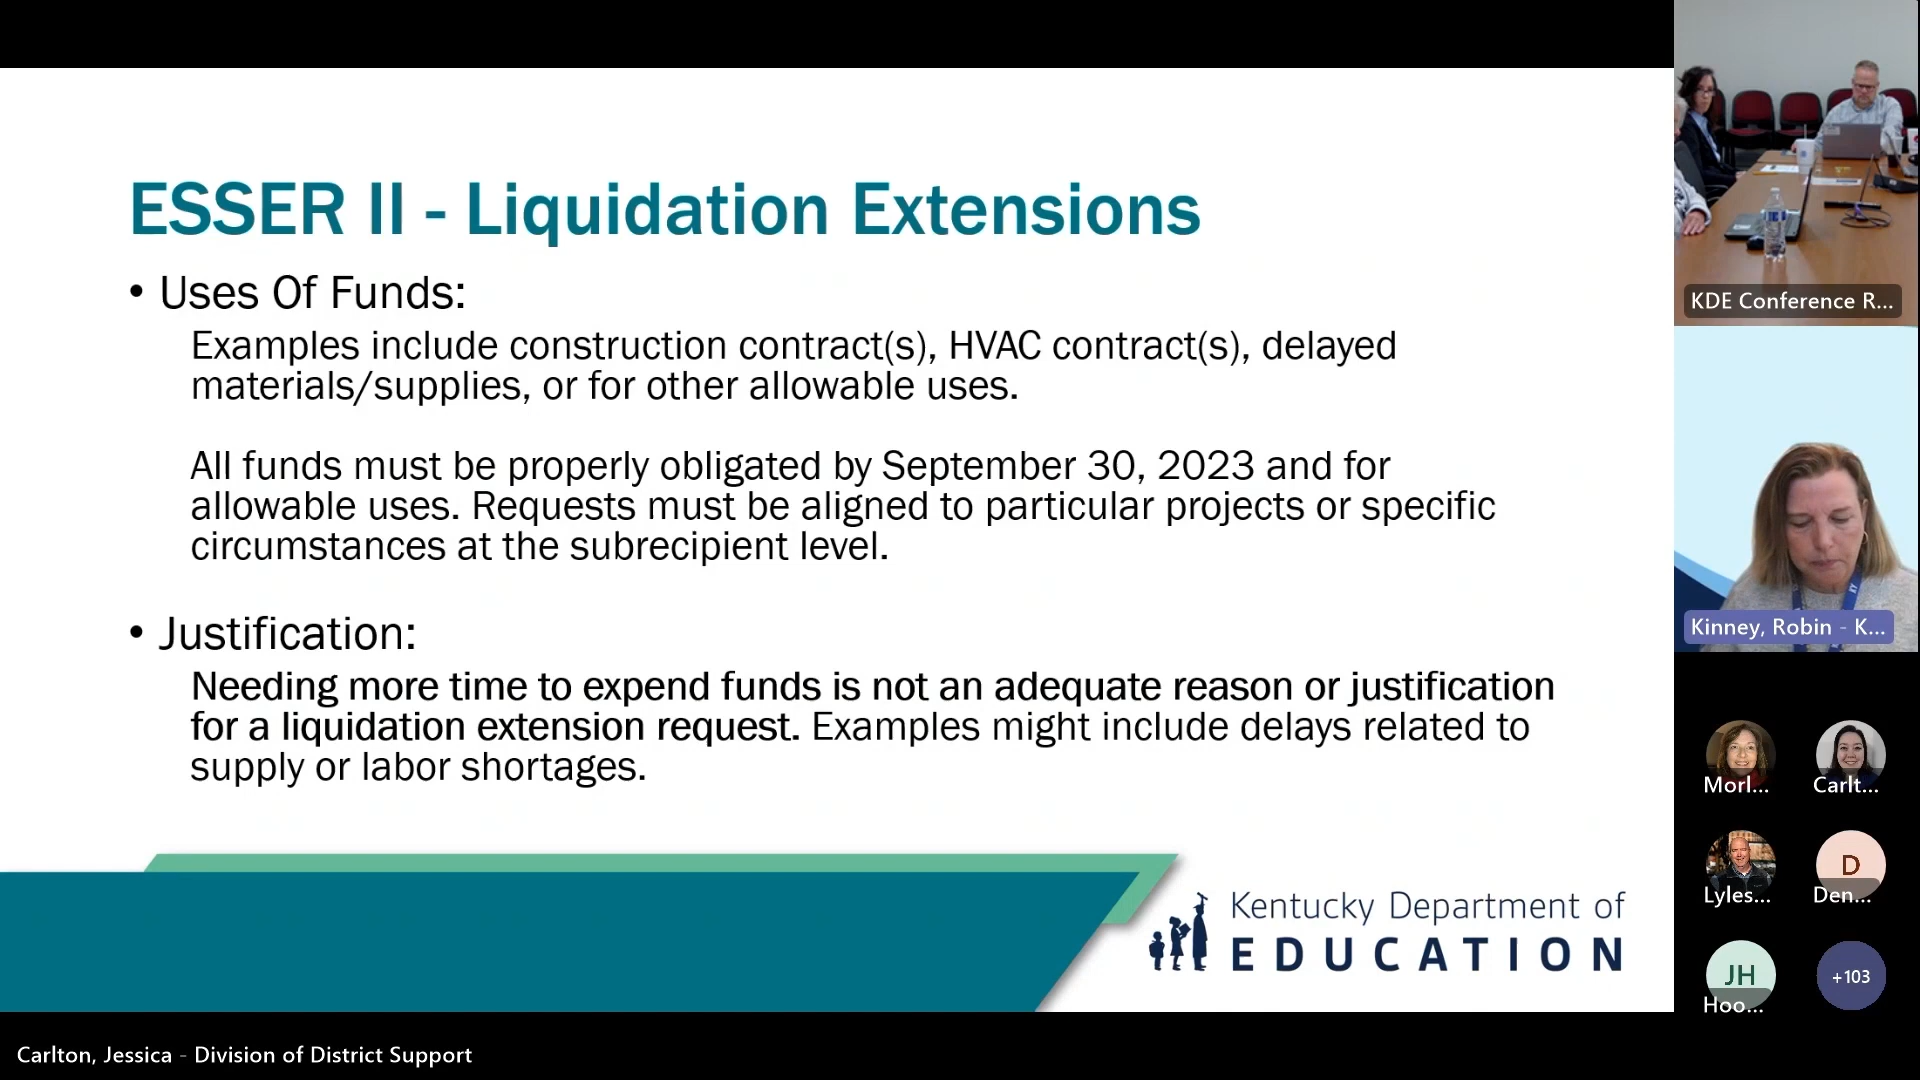 ESSER II - Liquidation Extensions
• Uses Of Funds:
Examples include construction contract(s), HVAC contract(s), delayed
materials/supplies, or for other allowable uses.
All funds must be properly obligated by September 30, 2023 and for
allowable uses. Requests must be aligned to particular projects or specific
circumstances at the subrecipient level.
• Justification:
Needing more time to expend funds is not an adequate reason or justification
for a liquidation extension request. Examples might include delays related to
supply or labor shortages.
Kentucky Department of
EDUCATION
KDE Conference R...
Kinney, Robin - K...
Morl...
Carlt...
Lyles...
D
Den...
JH
Hoo...
+103
Carlton, Jessica - Division of District Support